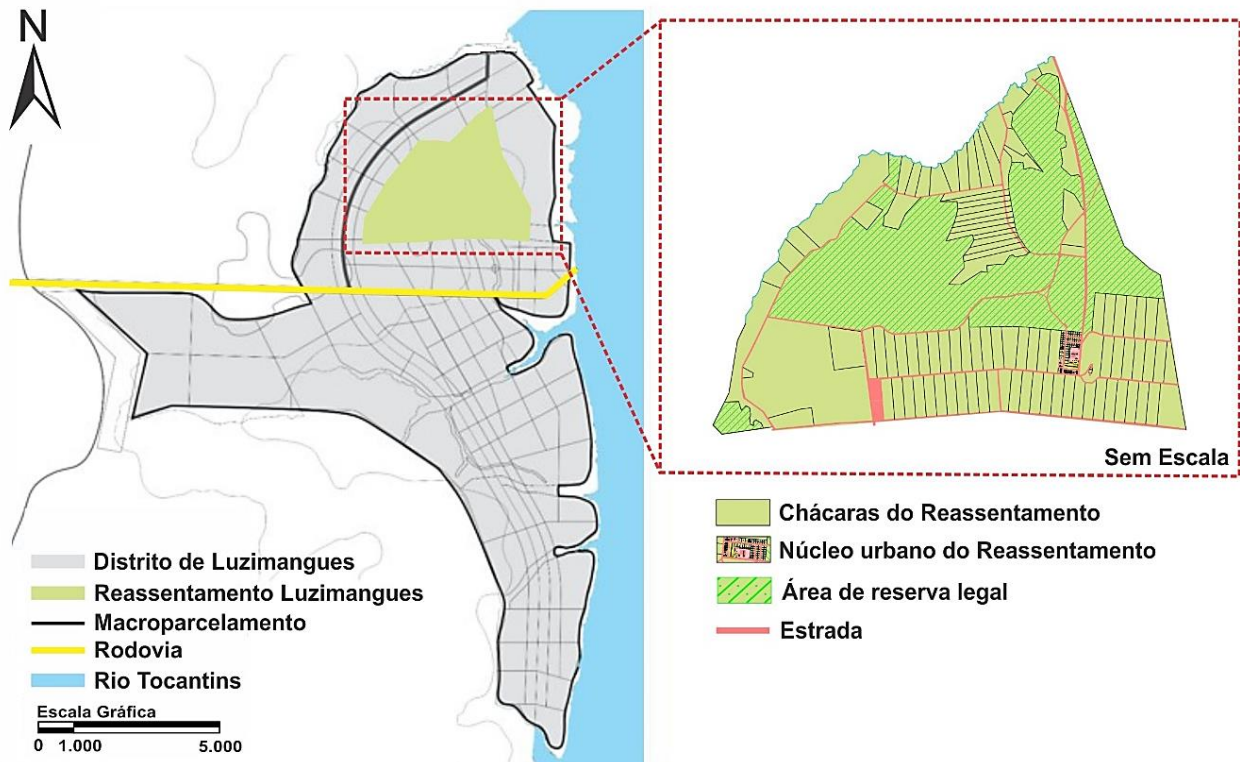 N
Sem Escala
Distrito de Luzimangues
Reassentamento Luzimangues
Macroparcelamento
Rodovia
Rio Tocantins
Escala Gráfica
0 1.000 5.000
Chácaras do Reassentamento
Núcleo urbano do Reassentamento
Área de reserva legal
Estrada